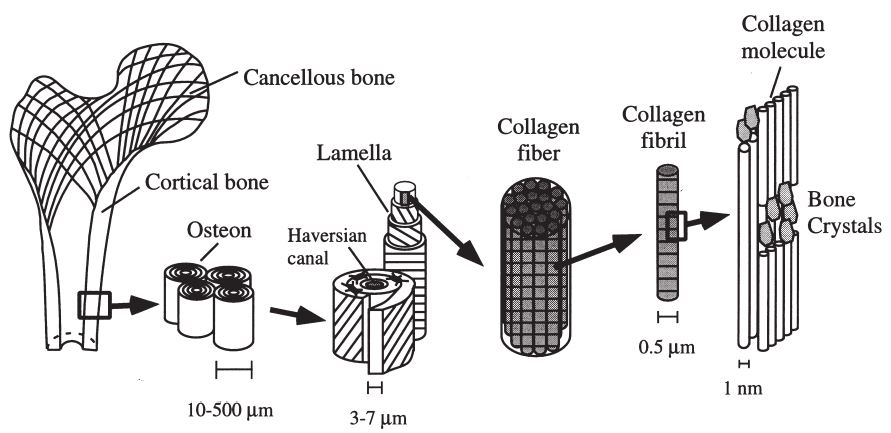 Cancellous bone
Cortical bone
Osteon
10-500 µm
Lamella
Haversian
canal
3-7 µm
Collagen
fiber
Collagen
fibril
0.5 µm
Collagen
molecule
Bone
Crystals
1 nm